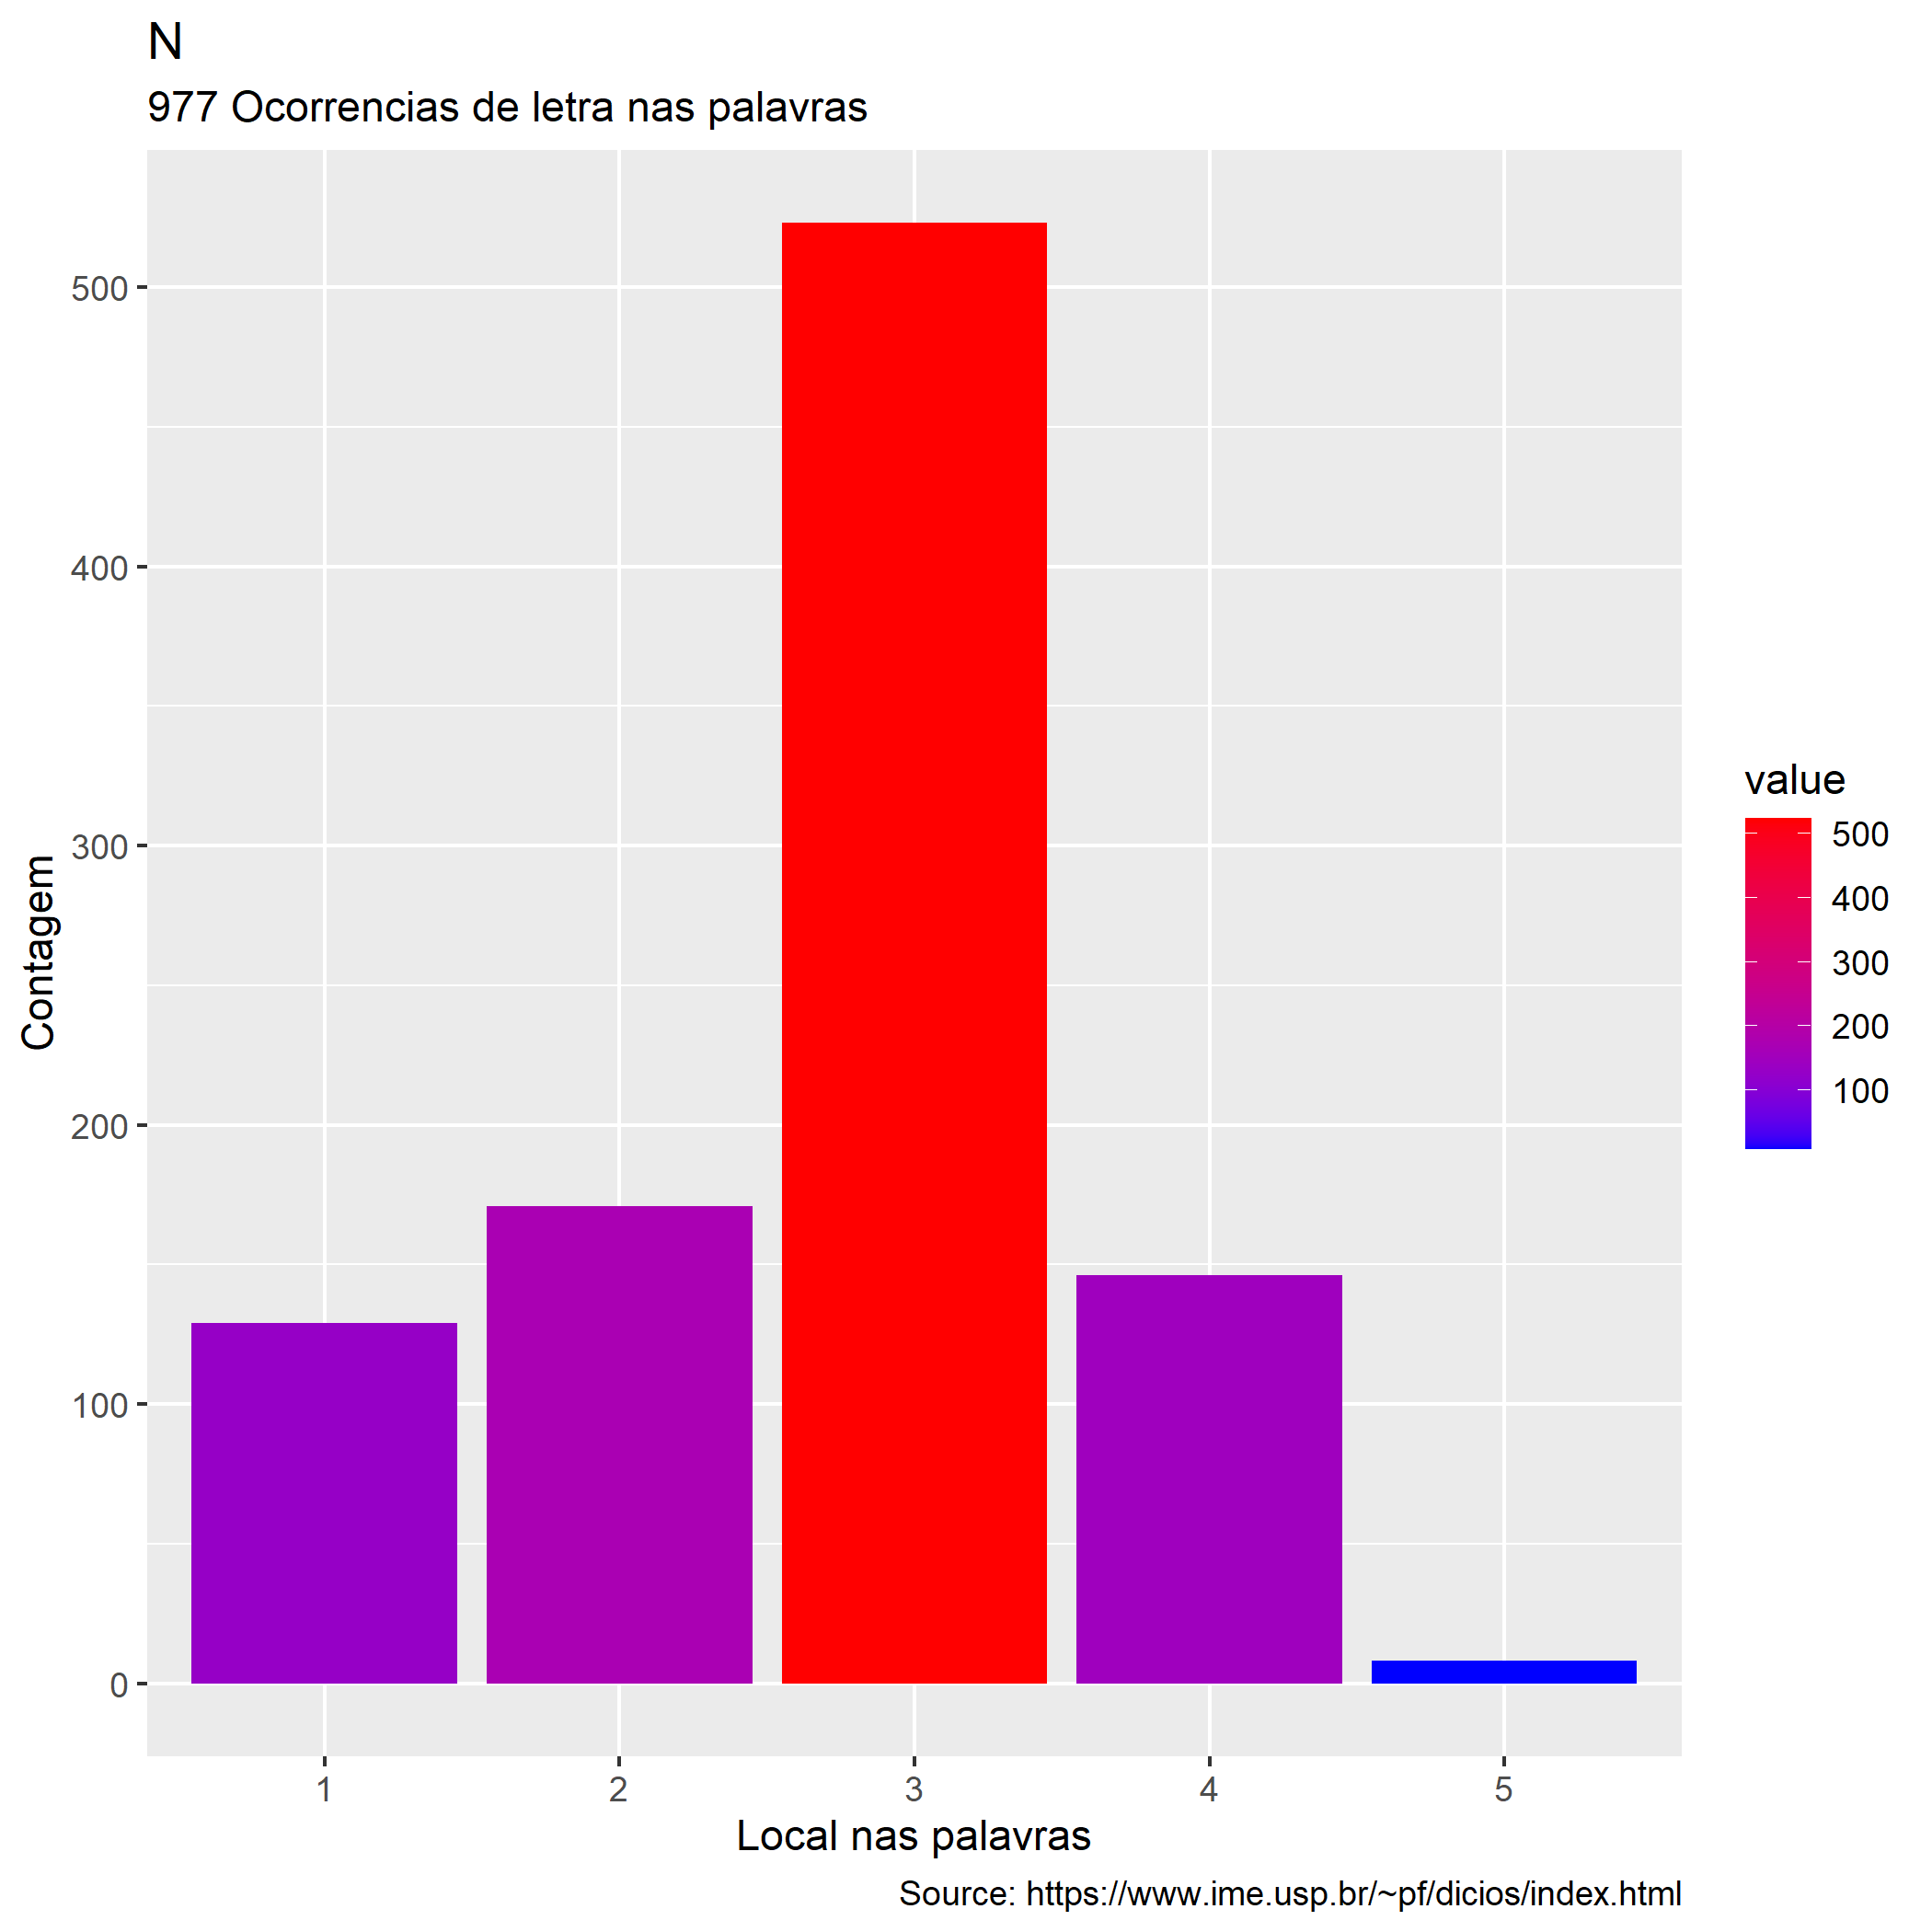 N
977 Ocorrencias de letra nas palavras
500
400
300
200
100
0
Contagem
1 2 3 4 5
Local nas palavras
value
500
400
300
200
100
Source: https://www.ime.usp.br/~pf/dicios/index.html